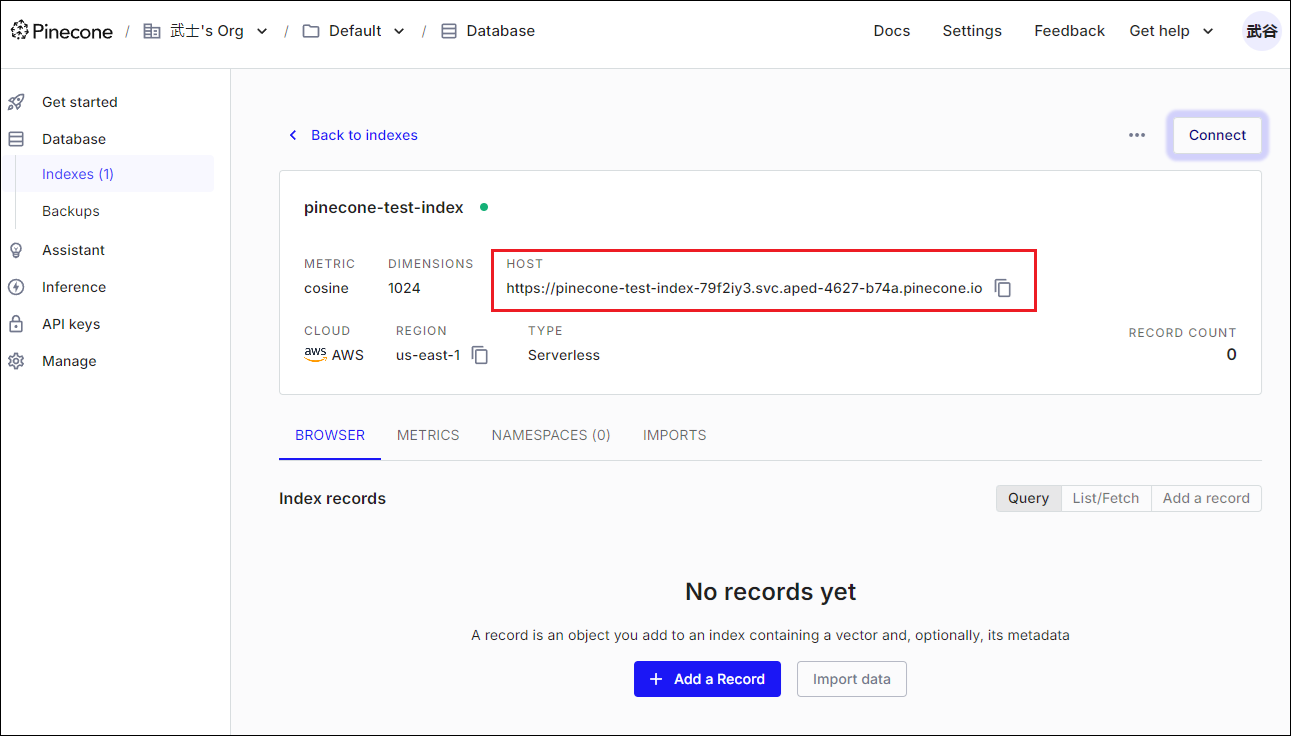 Pinecone / 武士's Org / Default / Database Docs Settings Feedback Get help 武谷
Get started
Database
Indexes (1)
Backups
Assistant
Inference
API keys
Manage
Back to indexes
Connect
pinecone-test-index
METRIC DIMENSIONS HOST
cosine 1024 https://pinecone-test-index-79f2iy3.svc.aped-4627-b74a.pinecone.io
CLOUD REGION TYPE RECORD COUNT
aws AWS us-east-1 Serverless 0
BROWSER METRICS NAMESPACES (0) IMPORTS
Index records Query List/Fetch Add a record
No records yet
A record is an object you add to an index containing a vector and, optionally, its metadata
+ Add a Record Import data